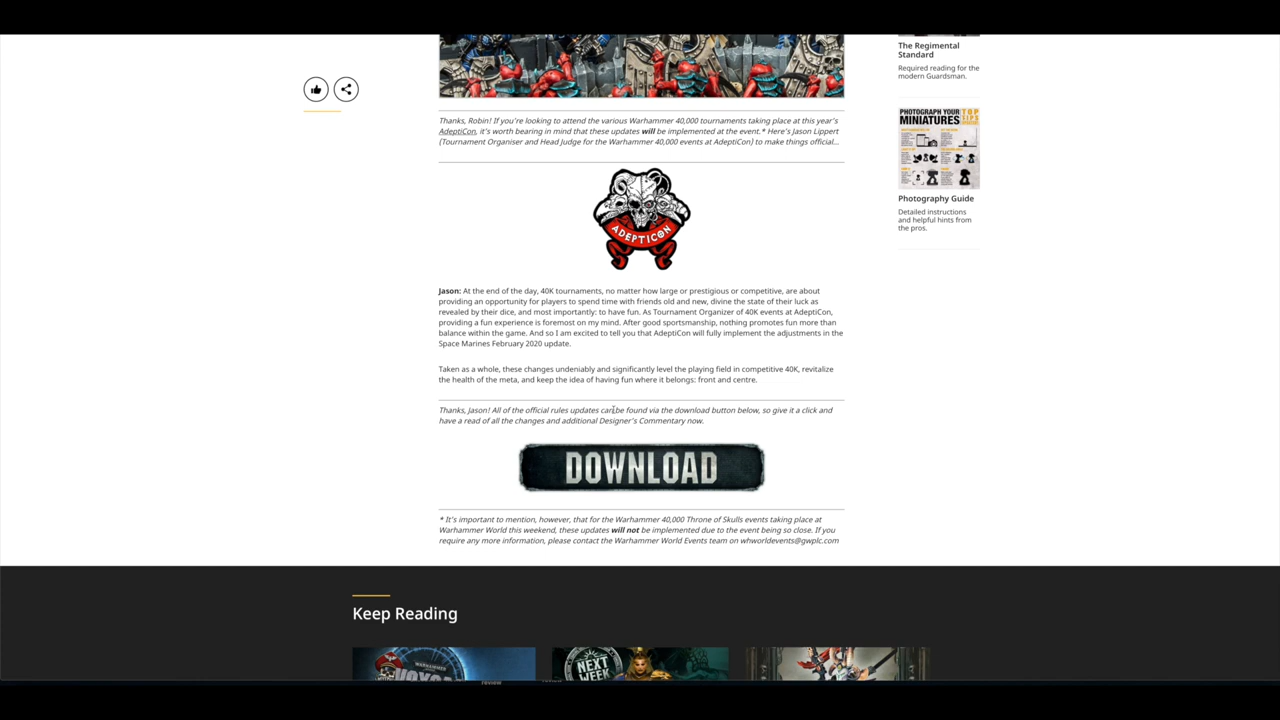 The Regimental
Standard
Required reading for the
modern Guardsman.
PHOTOGRAPH YOUR
MINIATURES
TOP
TIPS
Photography Guide
Detailed instructions
and helpful hints from
the pros.
Thanks, Robin! If you're looking to attend the various Warhammer 40,000 tournaments taking place at this year's
AdeptiCon, it's worth bearing in mind that these updates will be implemented at the event.* Here's Jason Lippert
(Tournament Organiser and Head Judge for the Warhammer 40,000 events at AdeptiCon) to make things official...
ADEPTICON
Jason: At the end of the day, 40K tournaments, no matter how large or prestigious or competitive, are about
providing an opportunity for players to spend time with friends old and new, divine the state of their luck as
revealed by their dice, and most importantly: to have fun. As Tournament Organizer of 40K events at AdeptiCon,
providing a fun experience is foremost on my mind. After good sportsmanship, nothing promotes fun more than
balance within the game. And so I am excited to tell you that AdeptiCon will fully implement the adjustments in the
Space Marines February 2020 update.
Taken as a whole, these changes undeniably and significantly level the playing field in competitive 40K, revitalize
the health of the meta, and keep the idea of having fun where it belongs: front and centre.
Thanks, Jason! All of the official rules updates can be found via the download button below, so give it a click and
have a read of all the changes and additional Designer's Commentary now.
DOWNLOAD
* It's important to mention, however, that for the Warhammer 40,000 Throne of Skulls events taking place at
Warhammer World this weekend, these updates will not be implemented due to the event being so close. If you
require any more information, please contact the Warhammer World Events team on whworldevents@gwplc.com
Keep Reading
WARHAMMER
NEXT
WEEK
review